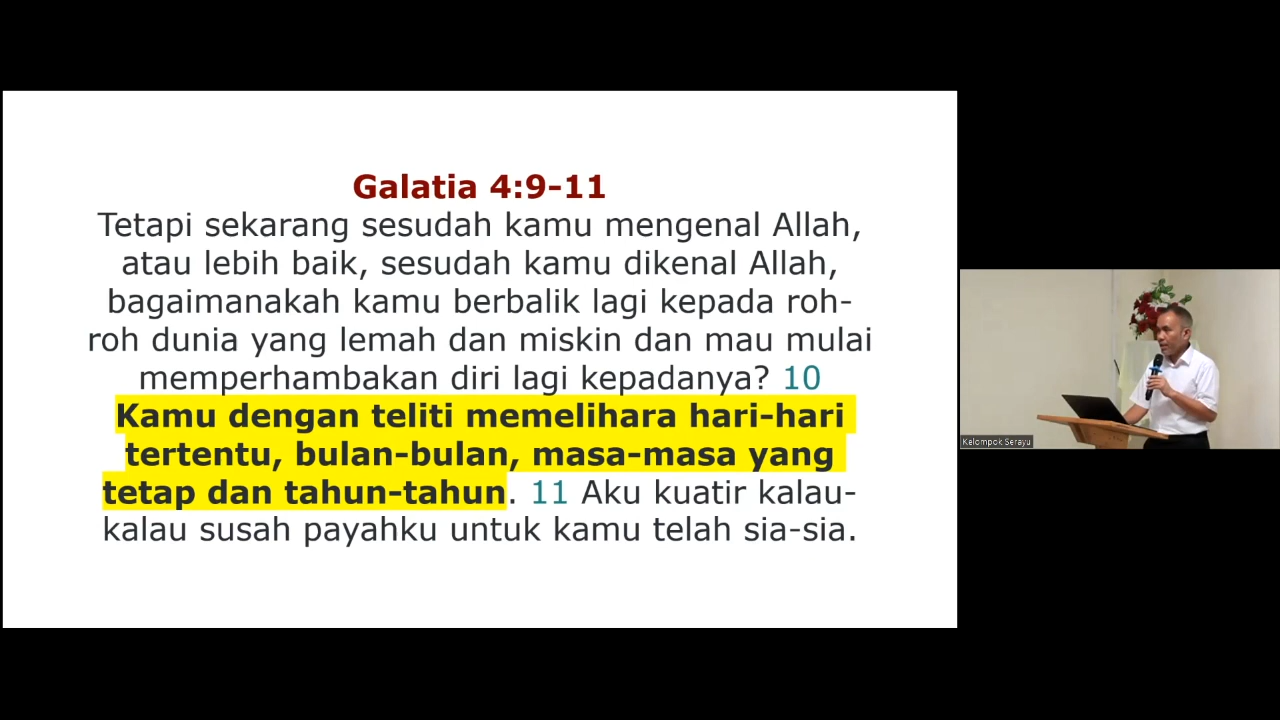 Galatia 4:9-11
Tetapi sekarang sesudah kamu mengenal Allah,
atau lebih baik, sesudah kamu dikenal Allah,
bagaimanakah kamu berbalik lagi kepada roh-
roh dunia yang lemah dan miskin dan mau mulai
memperhambakan diri lagi kepadanya? 10
Kamu dengan teliti memelihara hari-hari
tertentu, bulan-bulan, masa-masa yang
tetap dan tahun-tahun. 11 Aku kuatir kalau-
kalau susah payahku untuk kamu telah sia-sia.
Kelompok Serayu